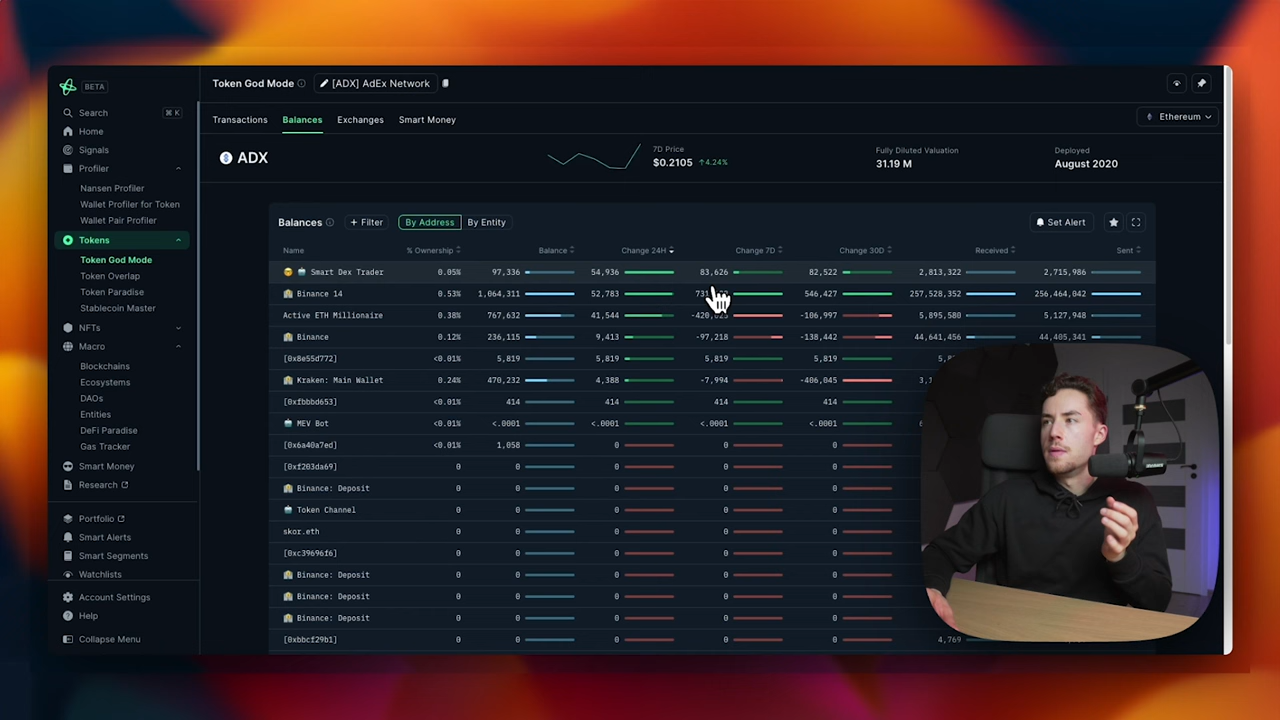 BETA
Search ⌘ K
Home
Signals
Profiler
Nansen Profiler
Wallet Profiler for Token
Wallet Pair Profiler
Tokens
Token God Mode
Token Overlap
Token Paradise
Stablecoin Master
NFTs
Macro
Blockchains
Ecosystems
DAOs
Entities
DeFi Paradise
Gas Tracker
Smart Money
Research
Portfolio
Smart Alerts
Smart Segments
Watchlists
Account Settings
Help
Collapse Menu
Token God Mode [ADX] AdEx Network
Transactions Balances Exchanges Smart Money Ethereum
ADX
7D Price
$0.2105 ↑4.24%
Fully Diluted Valuation
31.19 M
Deployed
August 2020
Balances + Filter By Address By Entity Set Alert
Name % Ownership Balance Change 24H Change 7D Change 30D Received Sent
Smart Dex Trader 0.05% 97,336 54,936 83,626 82,522 2,813,322 2,715,986
Binance 14 0.53% 1,064,311 52,783 546,427 257,528,352 256,464,042
Active ETH Millionaire 0.38% 767,632 41,544 -106,997 5,895,580 5,127,948
Binance 0.12% 236,115 9,413 -97,218 -138,442 44,641,456 44,405,341
[0x8e55d772] <0.01% 5,819 5,819 5,819 5,819
Kraken: Main Wallet 0.24% 470,232 4,388 -7,994 -406,045
[0xfbbbd653] <0.01% 414 414 414 414
MEV Bot <0.01% <.0001 <.0001 <.0001 <.0001
[0x6a40a7ed] <0.01% 1,058 0 0 0
[0xf203da69] 0 0 0 0 0
Binance: Deposit 0 0 0 0 0
Token Channel 0 0 0 0 0
skor.eth 0 0 0 0 0
[0xc39696f6] 0 0 0 0 0
Binance: Deposit 0 0 0 0 0
Binance: Deposit 0 0 0 0 0
Binance: Deposit 0 0 0 0 0
[0xbbcf29b1] 0 0 0 0 0 4,769